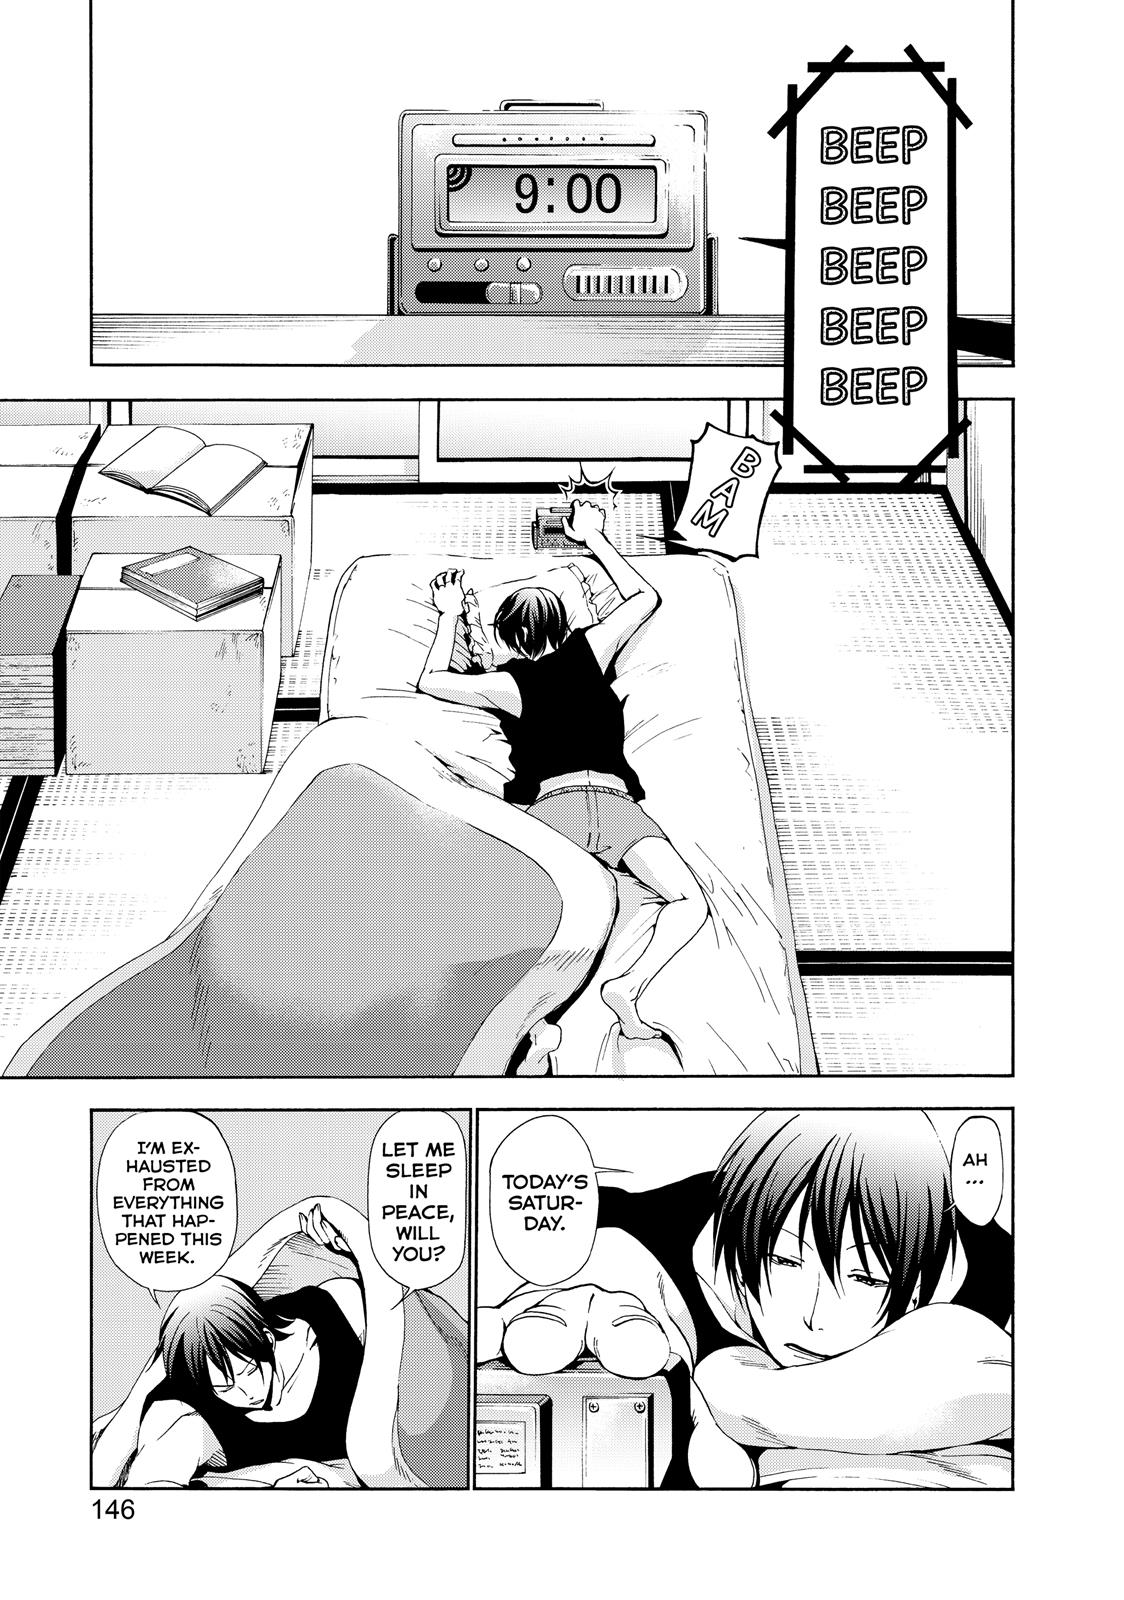 BEEP
BEEP
BEEP
BEEP
BEEP
9:00
BAM
AH
...
TODAY'S
SATUR-
DAY.
LET ME
SLEEP
IN
PEACE,
WILL
YOU?
I'M EX-
HAUSTED
FROM
EVERYTHING
THAT HAP-
PENED THIS
WEEK.
146